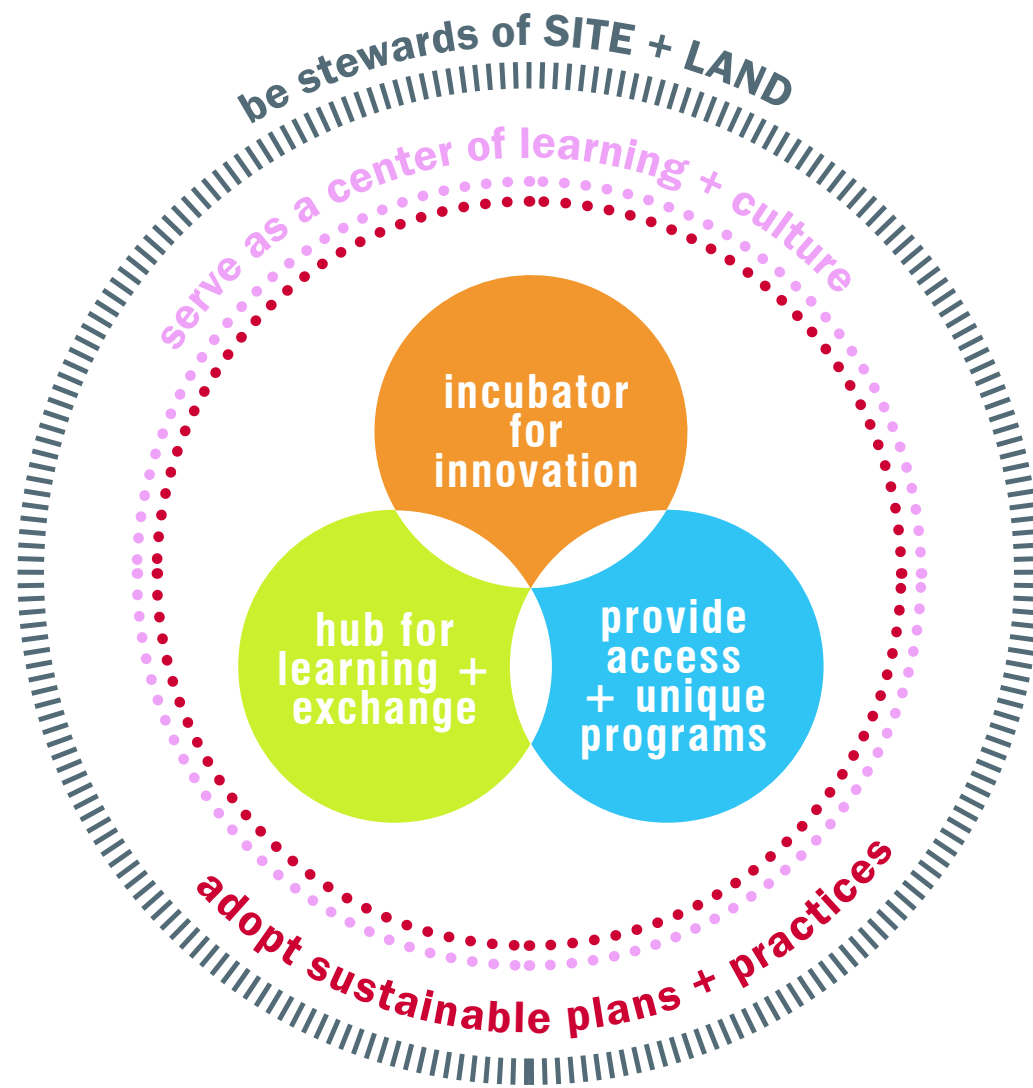 be stewards of SITE + LAND
serve as a center of learning + culture
incubator
for
innovation
hub for
learning +
exchange
provide
access
+ unique
programs
adopt sustainable plans + practices